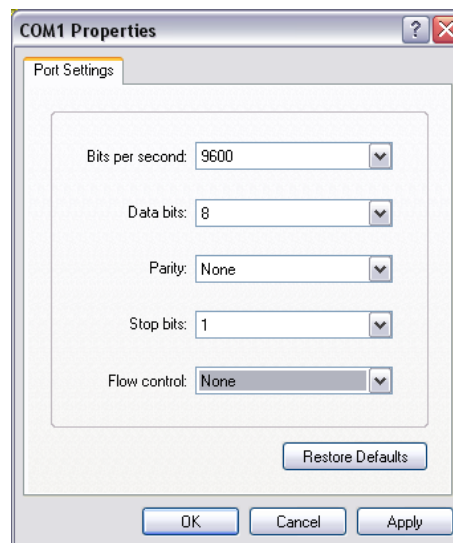 COM1 Properties
Port Settings
Bits per second: 9600
Data bits: 8
Parity: None
Stop bits: 1
Flow control: None
Restore Defaults
OK Cancel Apply